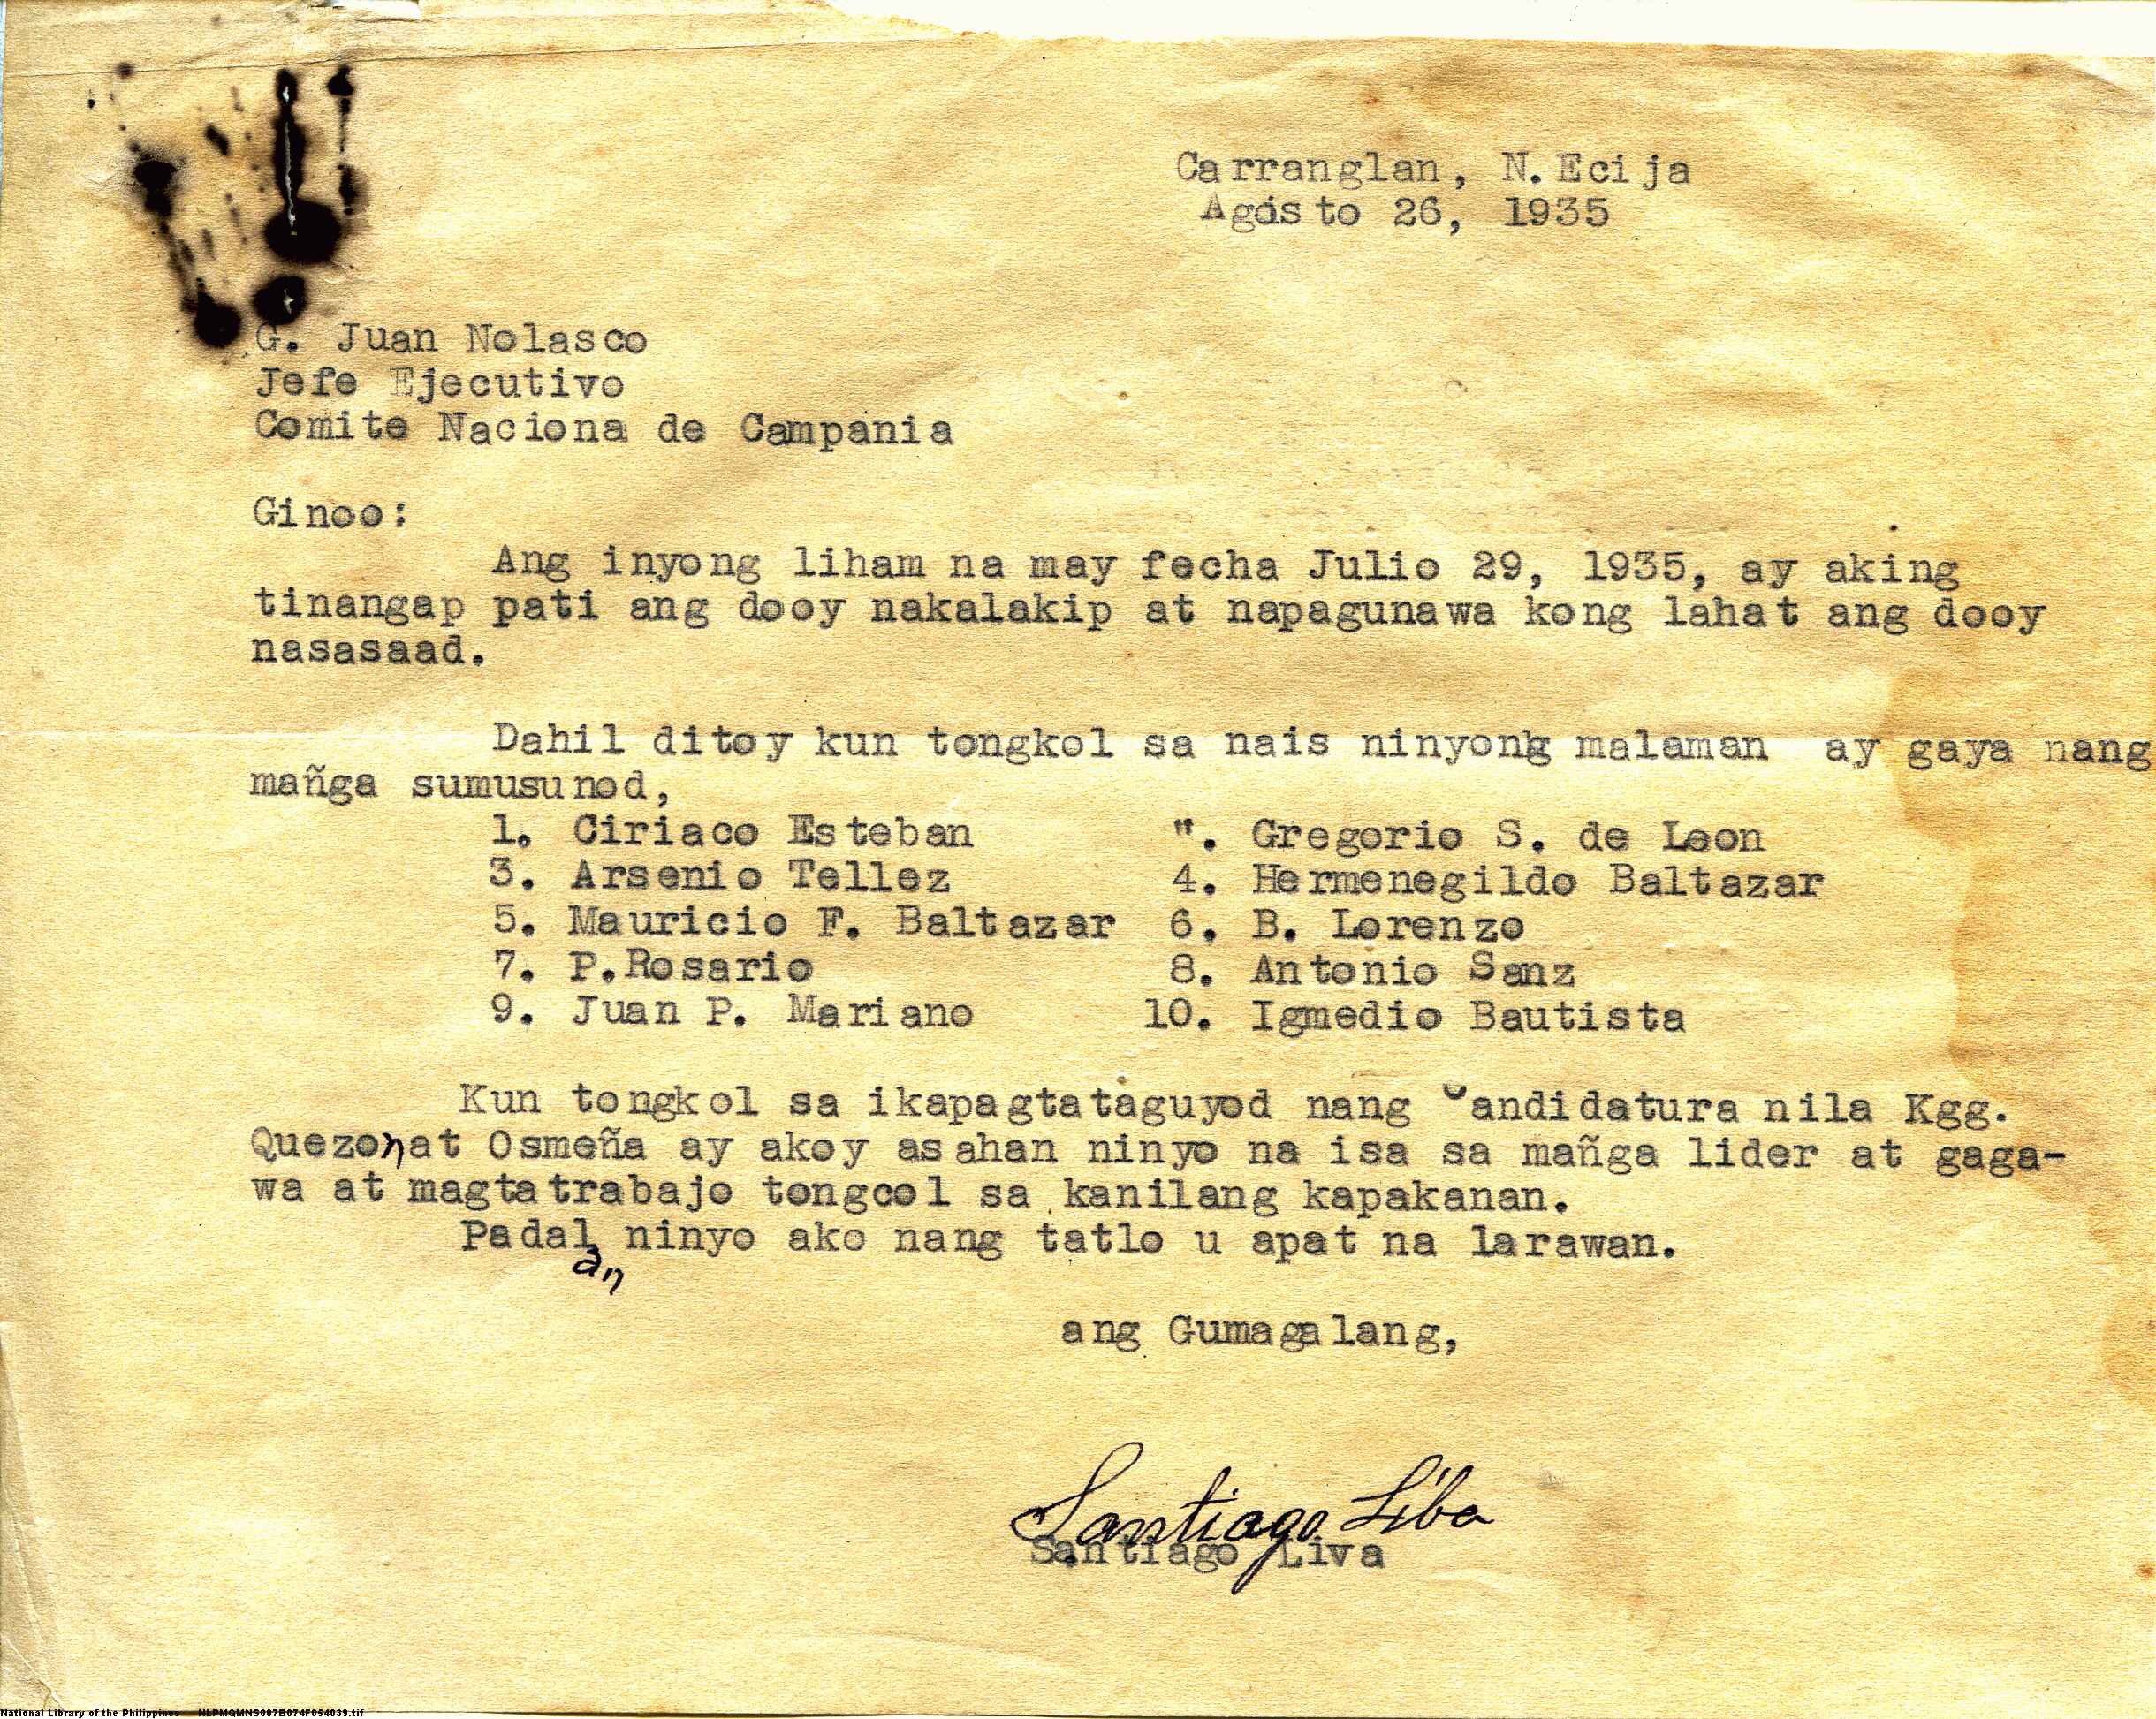 Carranglan, N.Ecija
Agosto 26, 1935
G. Juan Nolasco
Jefe Ejecutivo
Comite Naciona de Campania
Ginoo:
Ang inyong liham na may fecha Julio 29, 1935, ay aking
tinangap pati ang dooy nakalakip at napagunawa kong lahat ang dooy
nasasaad.
Dahil ditoy kun tongkol sa nais ninyong malaman ay gaya nang
mañga sumusunod,
1. Ciriaco Esteban ". Gregorio S. de Leon
3. Arsenio Tellez 4. Hermenegildo Baltazar
5. Mauricio F. Baltazar 6. B. Lorenzo
7. P.Rosario 8. Antonio Sanz
9. Juan P. Mariano 10. Igmedio Bautista
Kun tongkol sa ikapagtataguyod nang Candidatura nila Kgg.
Quezon at Osmeña ay akoy asahan ninyo na isa sa mañga lider at gaga-
wa at magtatrabajo tongcol sa kanilang kapakanan.
Padalan ninyo ako nang tatlo u apat na larawan.
ang Gumagalang,
Santiago Liba
Santiago Liva
National Library of the Philippines NLPMQMNS007B074F054039.tif